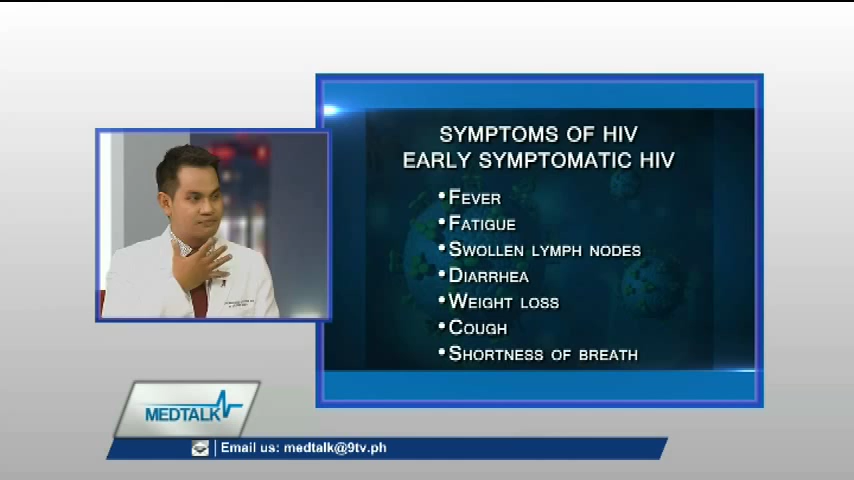 SYMPTOMS OF HIV
EARLY SYMPTOMATIC HIV
• FEVER
• FATIGUE
• SWOLLEN LYMPH NODES
• DIARRHEA
• WEIGHT LOSS
• COUGH
• SHORTNESS OF BREATH
MEDTALK
Email us: medtalk@9tv.ph